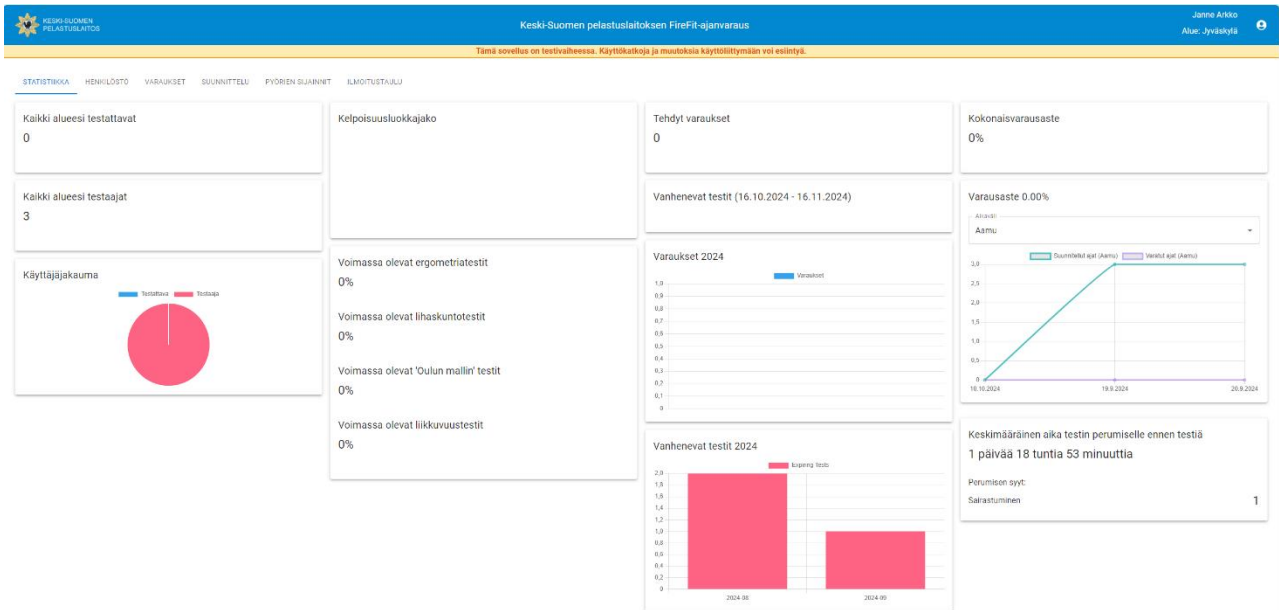 KESKI-SUOMEN
PELASTUSLAITOS
Keski-Suomen pelastuslaitoksen FireFit-ajanvaraus
Janne Arkko
Alue: Jyväskylä
Tämä sovellus on testivaiheessa. Käyttökatkoja ja muutoksia käyttöliittymään voi esiintyä.
STATISTIIKKA HENKILÖSTÖ VARAUKSET SUUNNITTELU PYÖRIEN SIJAINNIT ILMOITUSTAULU
Kaikki alueesi testattavat
0
Kaikki alueesi testaajat
3
Käyttäjäjakauma
Testattava Testaaja
Kelpoisuusluokkajako
Voimassa olevat ergometriatestit
0%
Voimassa olevat lihaskuntotestit
0%
Voimassa olevat 'Oulun mallin' testit
0%
Voimassa olevat liikkuvuustestit
0%
Tehdyt varaukset
0
Vanhenevat testit (16.10.2024 - 16.11.2024)
Varaukset 2024
Varaukset
1,0
0,9
0,8
0,7
0,6
0,5
0,4
0,3
0,2
0,1
0
Vanhenevat testit 2024
Expiring Tests
2,0
1,8
1,6
1,4
1,2
1,0
0,8
0,6
0,4
0,2
0
2024-08 2024-09
Kokonaisvarausaste
0%
Varausaste 0.00%
Aikaväli
Aamu
Suunnitellut ajat (Aamu) Varatut ajat (Aamu)
3,0
2,5
2,0
1,5
1,0
0,5
0
18.10.2024 19.9.2024 20.9.2024
Keskimääräinen aika testin perumiselle ennen testiä
1 päivää 18 tuntia 53 minuuttia
Perumisen syyt:
Sairastuminen 1